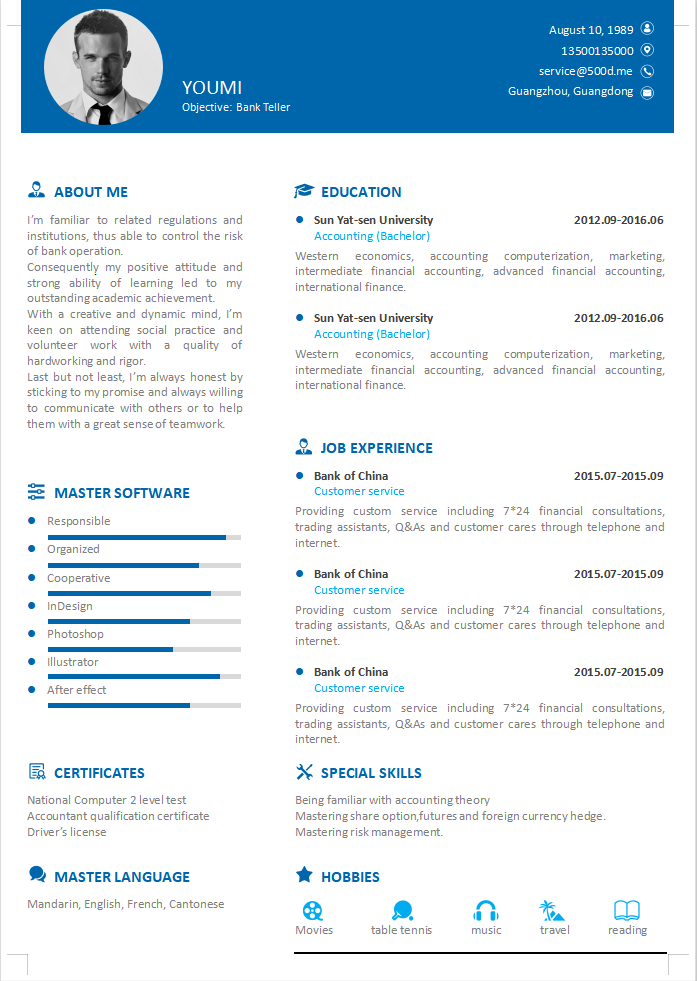 YOUMI
Objective: Bank Teller
August 10, 1989
13500135000
service@500d.me
Guangzhou, Guangdong
ABOUT ME
I'm familiar to related regulations and
institutions, thus able to control the risk
of bank operation.
Consequently my positive attitude and
strong ability of learning led to my
outstanding academic achievement.
With a creative and dynamic mind, I'm
keen on attending social practice and
volunteer work with a quality of
hardworking and rigor.
Last but not least, I'm always honest by
sticking to my promise and always willing
to communicate with others or to help
them with a great sense of teamwork.
MASTER SOFTWARE
Responsible
Organized
Cooperative
InDesign
Photoshop
Illustrator
After effect
CERTIFICATES
National Computer 2 level test
Accountant qualification certificate
Driver's license
MASTER LANGUAGE
Mandarin, English, French, Cantonese
EDUCATION
Sun Yat-sen University 2012.09-2016.06
Accounting (Bachelor)
Western economics, accounting computerization, marketing,
intermediate financial accounting, advanced financial accounting,
international finance.
Sun Yat-sen University 2012.09-2016.06
Accounting (Bachelor)
Western economics, accounting computerization, marketing,
intermediate financial accounting, advanced financial accounting,
international finance.
JOB EXPERIENCE
Bank of China 2015.07-2015.09
Customer service
Providing custom service including 7*24 financial consultations,
trading assistants, Q&As and customer cares through telephone and
internet.
Bank of China 2015.07-2015.09
Customer service
Providing custom service including 7*24 financial consultations,
trading assistants, Q&As and customer cares through telephone and
internet.
Bank of China 2015.07-2015.09
Customer service
Providing custom service including 7*24 financial consultations,
trading assistants, Q&As and customer cares through telephone and
internet.
SPECIAL SKILLS
Being familiar with accounting theory
Mastering share option,futures and foreign currency hedge.
Mastering risk management.
HOBBIES
Movies table tennis music travel reading